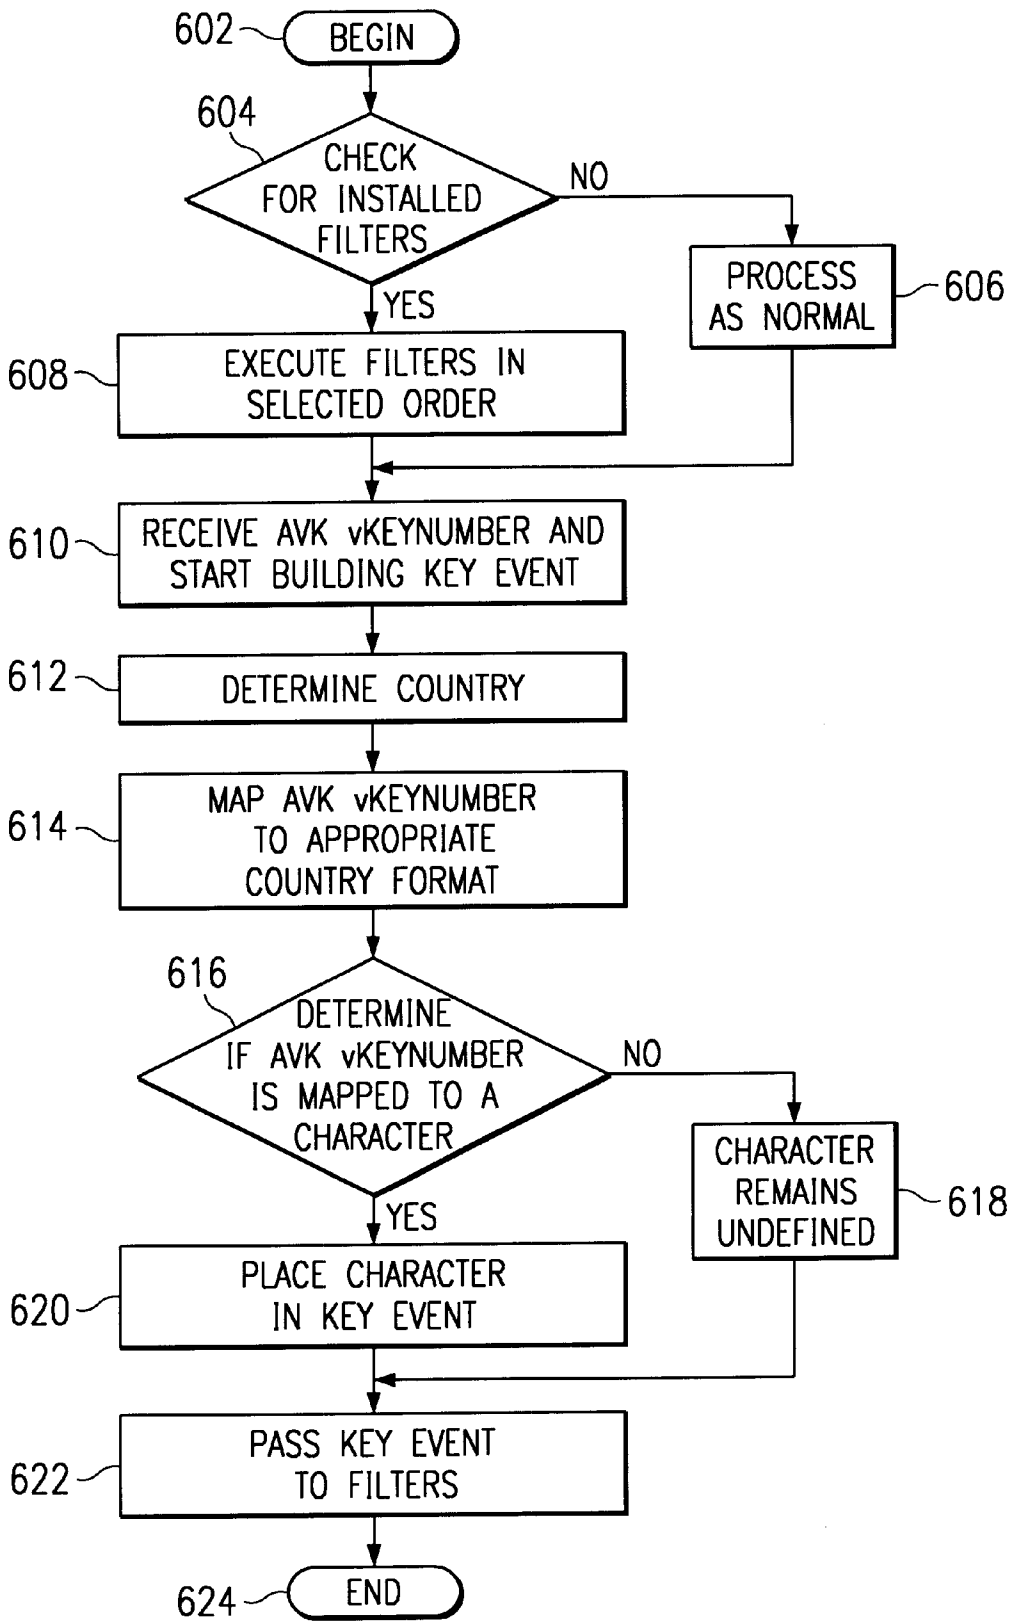 602
BEGIN
604
CHECK
FOR INSTALLED
FILTERS
NO
PROCESS
AS NORMAL
606
YES
608
EXECUTE FILTERS IN
SELECTED ORDER
610
RECEIVE AVK vKEYNUMBER AND
START BUILDING KEY EVENT
612
DETERMINE COUNTRY
614
MAP AVK vKEYNUMBER
TO APPROPRIATE
COUNTRY FORMAT
616
DETERMINE
IF AVK vKEYNUMBER
IS MAPPED TO A
CHARACTER
NO
CHARACTER
REMAINS
UNDEFINED
618
YES
620
PLACE CHARACTER
IN KEY EVENT
622
PASS KEY EVENT
TO FILTERS
624
END